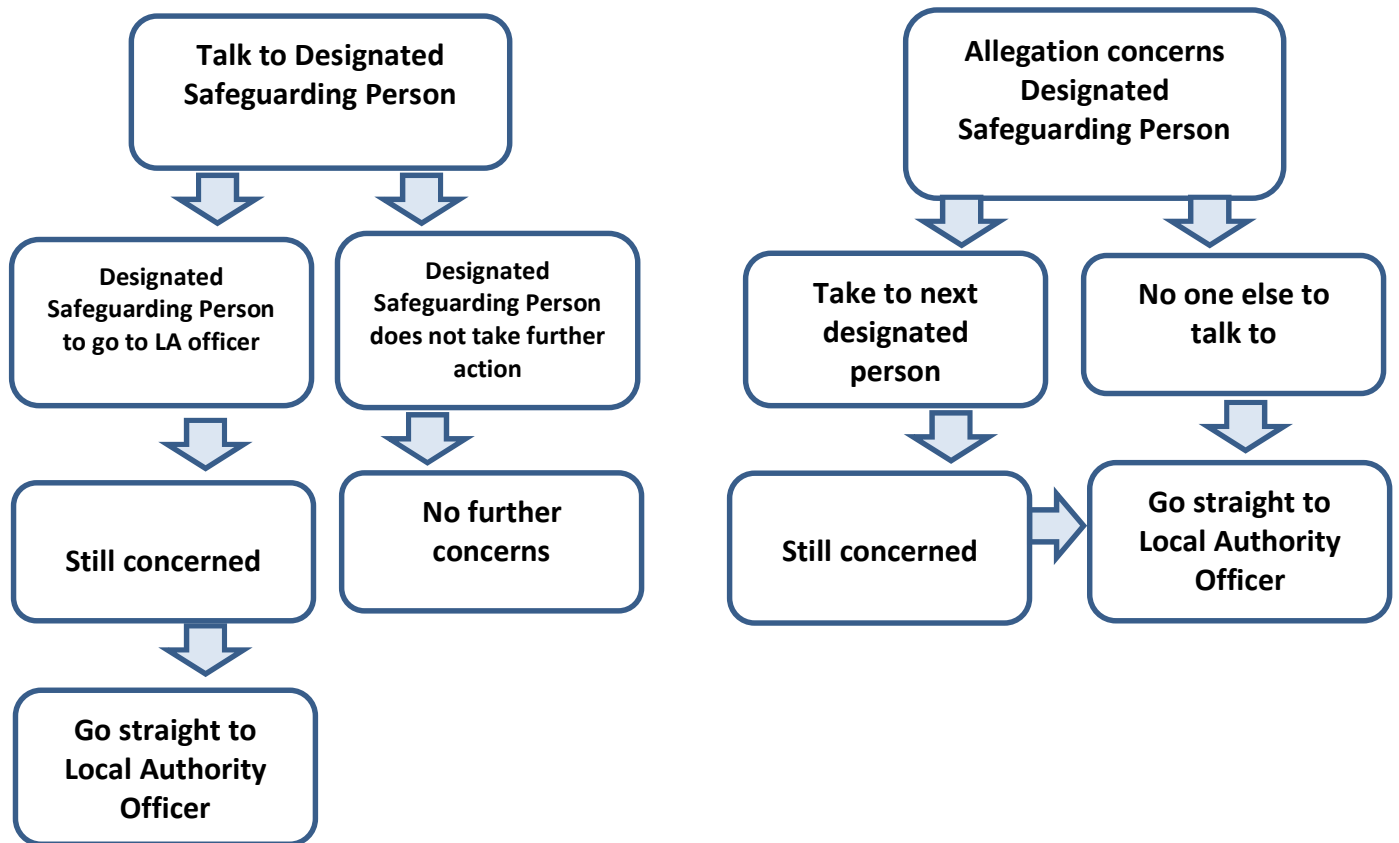 Talk to Designated
Safeguarding Person
Designated
Safeguarding Person
to go to LA officer
Designated
Safeguarding Person
does not take further
action
Still concerned
No further
concerns
Go straight to
Local Authority
Officer
Allegation concerns
Designated
Safeguarding Person
Take to next
designated
person
No one else to
talk to
Still concerned
Go straight to
Local Authority
Officer